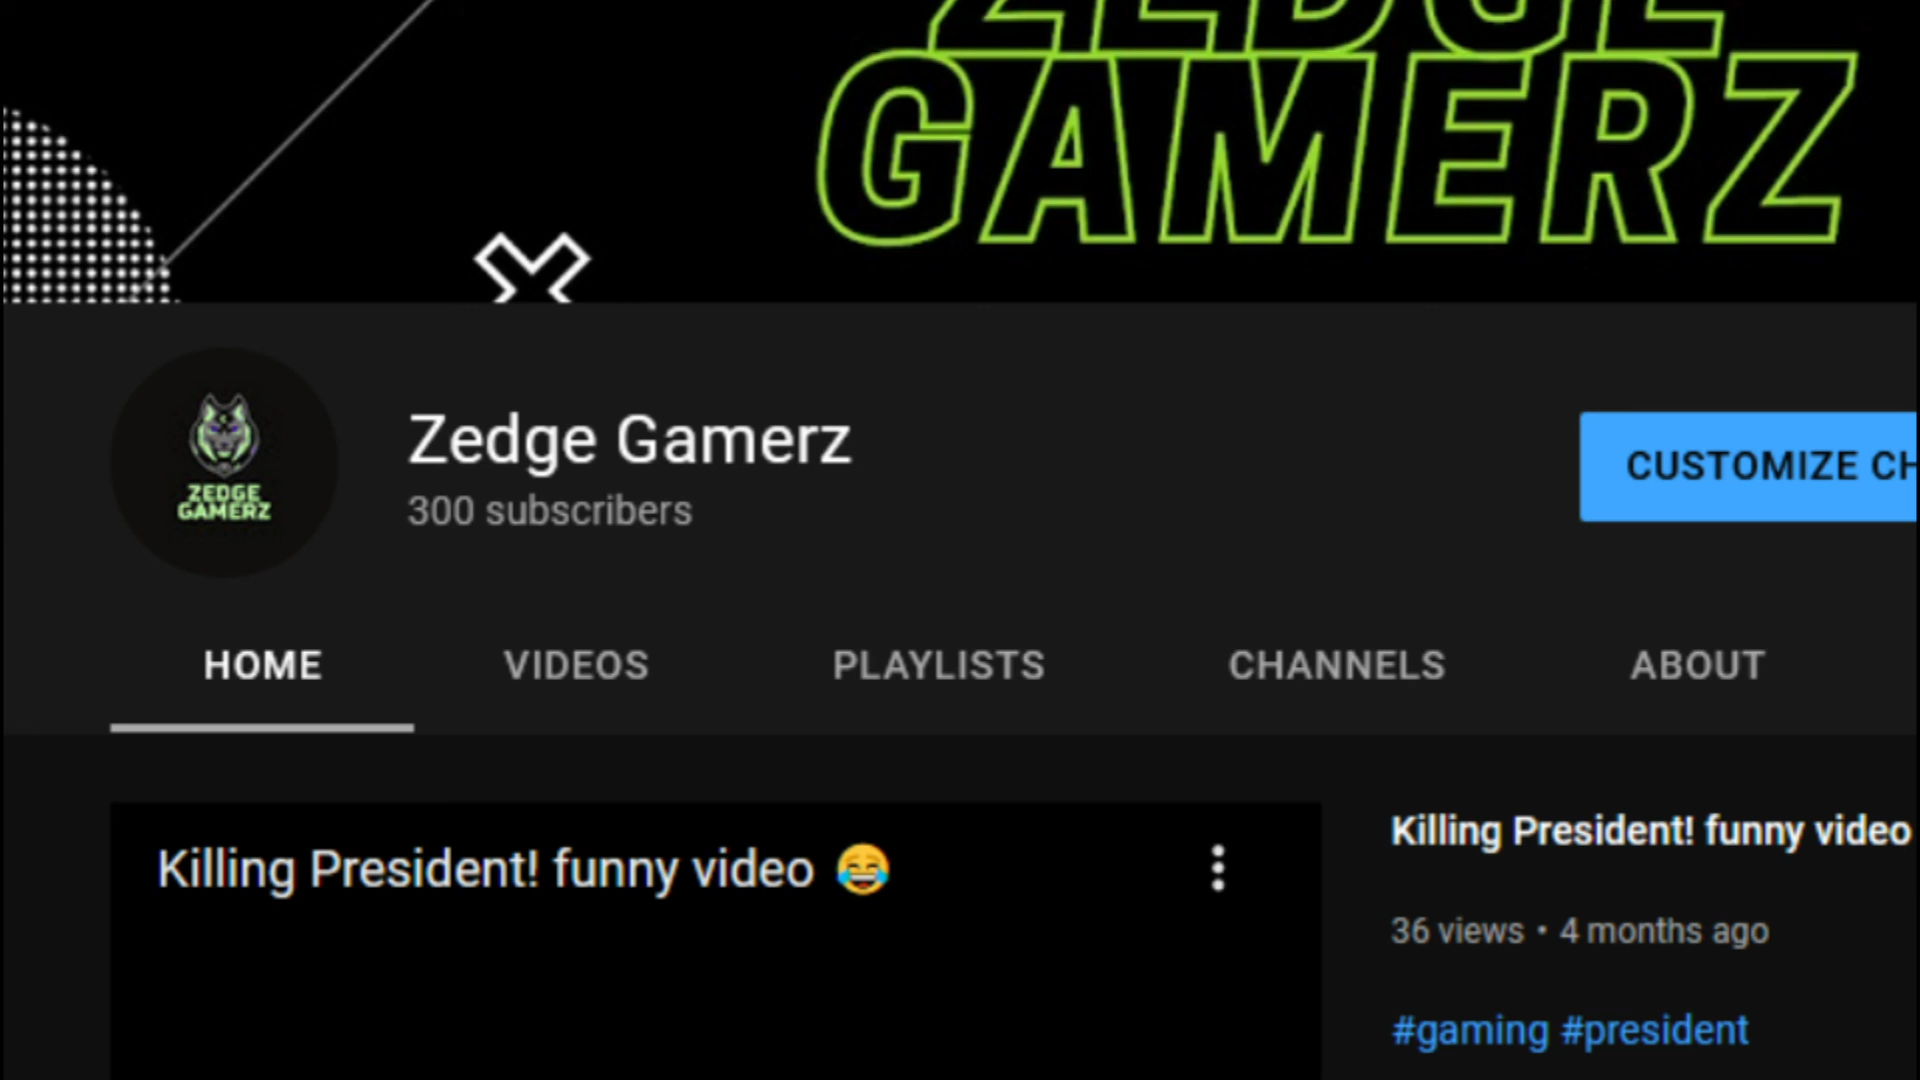 ZEDGE
GAMERZ
ZEDGE
GAMERZ
Zedge Gamerz
300 subscribers
CUSTOMIZE CH
HOME VIDEOS PLAYLISTS CHANNELS ABOUT
Killing President! funny video 😂
Killing President! funny video
36 views • 4 months ago
#gaming #president